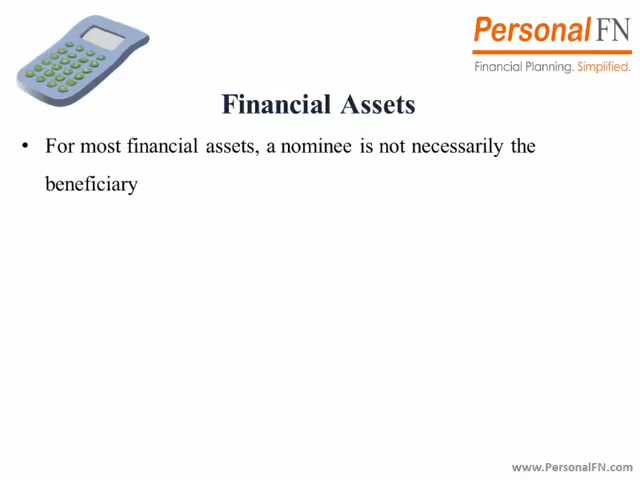 Personal FN
Financial Planning. Simplified.
Financial Assets
• For most financial assets, a nominee is not necessarily the
beneficiary
www.PersonalFN.com